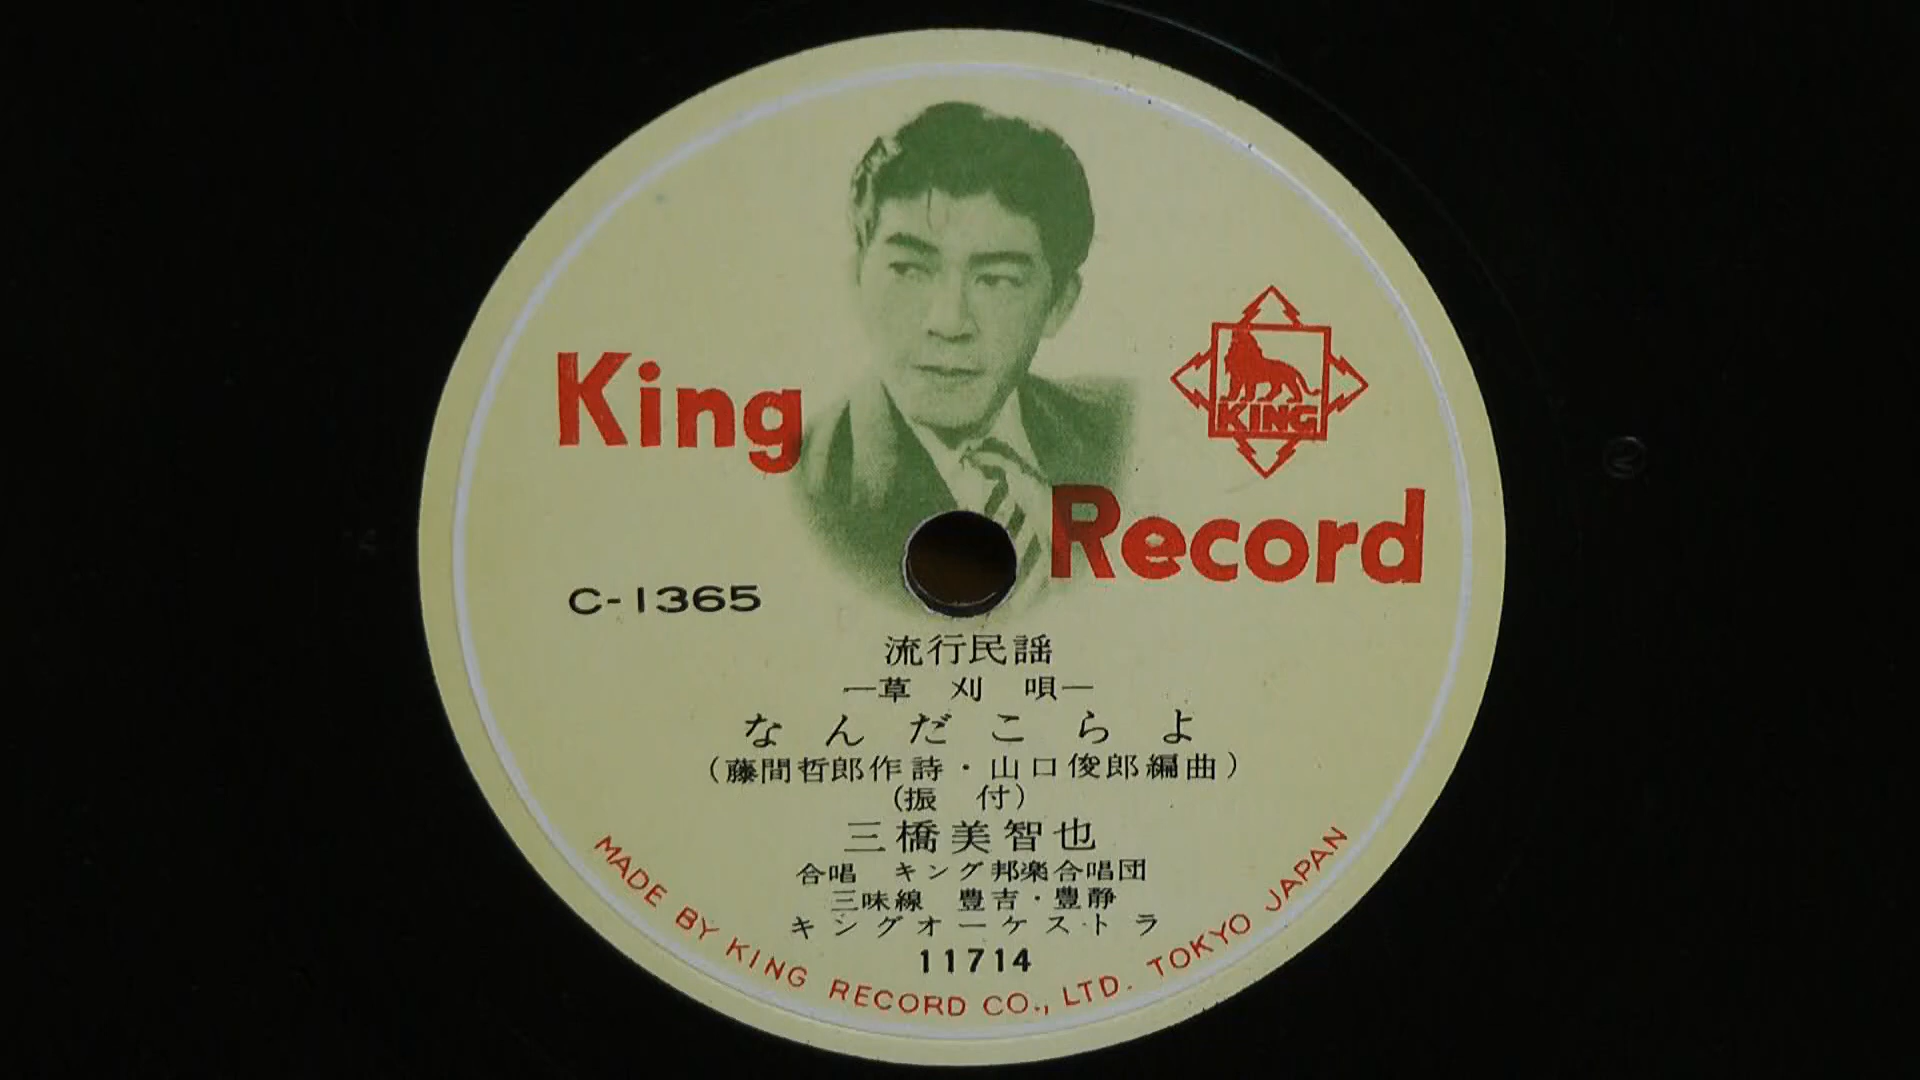 King
KING
Record
C-1365
流行民謡
―草 刈 唄―
なんだこらよ
(藤間哲郎作詩・山口俊郎編曲)
(振 付)
三橋美智也
合唱 キング邦楽合唱団
三味線 豊吉・豊静
キングオーケストラ
11714
MADE BY KING RECORD CO., LTD. TOKYO JAPAN
2